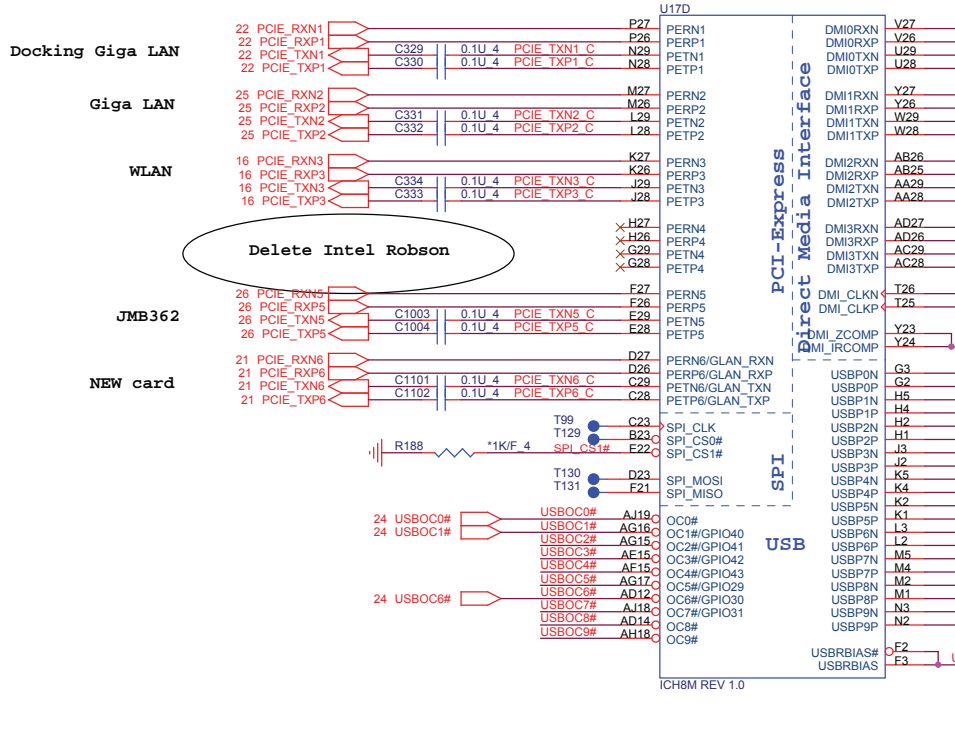 U17D
Docking Giga LAN
22 PCIE_RXN1 P27 PERN1 DMI0RXN V27
22 PCIE_RXP1 P26 PERP1 DMI0RXP V26
22 PCIE_TXN1 C329 0.1U_4 PCIE_TXN1_C N29 PETN1 DMI0TXN U29
22 PCIE_TXP1 C330 0.1U_4 PCIE_TXP1_C N28 PETP1 DMI0TXP U28
Giga LAN
25 PCIE_RXN2 M27 PERN2 DMI1RXN Y27
25 PCIE_RXP2 M26 PERP2 DMI1RXP Y26
25 PCIE_TXN2 C331 0.1U_4 PCIE_TXN2_C L29 PETN2 DMI1TXN W29
25 PCIE_TXP2 C332 0.1U_4 PCIE_TXP2_C L28 PETP2 DMI1TXP W28
WLAN
16 PCIE_RXN3 K27 PERN3 DMI2RXN AB26
16 PCIE_RXP3 K26 PERP3 DMI2RXP AB25
16 PCIE_TXN3 C334 0.1U_4 PCIE_TXN3_C J29 PETN3 DMI2TXN AA29
16 PCIE_TXP3 C333 0.1U_4 PCIE_TXP3_C J28 PETP3 DMI2TXP AA28
PCI-Express
Direct Media Interface
Delete Intel Robson
H27 PERN4 DMI3RXN AD27
H26 PERP4 DMI3RXP AD26
G29 PETN4 DMI3TXN AC29
G28 PETP4 DMI3TXP AC28
JMB362
26 PCIE_RXN5 F27 PERN5 DMI_CLKN T26
26 PCIE_RXP5 F26 PERP5 DMI_CLKP T25
26 PCIE_TXN5 C1003 0.1U_4 PCIE_TXN5_C E29 PETN5
26 PCIE_TXP5 C1004 0.1U_4 PCIE_TXP5_C E28 PETP5 DMI_ZCOMP Y23
DMI_IRCOMP Y24
NEW card
21 PCIE_RXN6 D27 PERN6/GLAN_RXN
21 PCIE_RXP6 D26 PERP6/GLAN_RXP USBP0N G3
21 PCIE_TXN6 C1101 0.1U_4 PCIE_TXN6_C C29 PETN6/GLAN_TXN USBP0P G2
21 PCIE_TXP6 C1102 0.1U_4 PCIE_TXP6_C C28 PETP6/GLAN_TXP USBP1N H5
USBP1P H4
T99 C23 SPI_CLK USBP2N H2
T129 B23 SPI_CS0# USBP2P H1
R188 *1K/F_4 SPI_CS1# E22 SPI_CS1# USBP3N J3
USBP3P J2
SPI
T130 D23 SPI_MOSI USBP4N K5
T131 F21 SPI_MISO USBP4P K4
USBP5N K2
24 USBOC0# USBOC0# AJ19 OC0# USBP5P K1
24 USBOC1# USBOC1# AG16 OC1#/GPIO40 USBP6N L3
USBOC2# AG15 OC2#/GPIO41 USB USBP6P L2
USBOC3# AE15 OC3#/GPIO42 USBP7N M5
USBOC4# AF15 OC4#/GPIO43 USBP7P M4
USBOC5# AG17 OC5#/GPIO29 USBP8N M2
24 USBOC6# USBOC6# AD12 OC6#/GPIO30 USBP8P M1
USBOC7# AJ18 OC7#/GPIO31 USBP9N N3
USBOC8# AD14 OC8# USBP9P N2
USBOC9# AH18 OC9#
USBRBIAS# F2
USBRBIAS F3
ICH8M REV 1.0